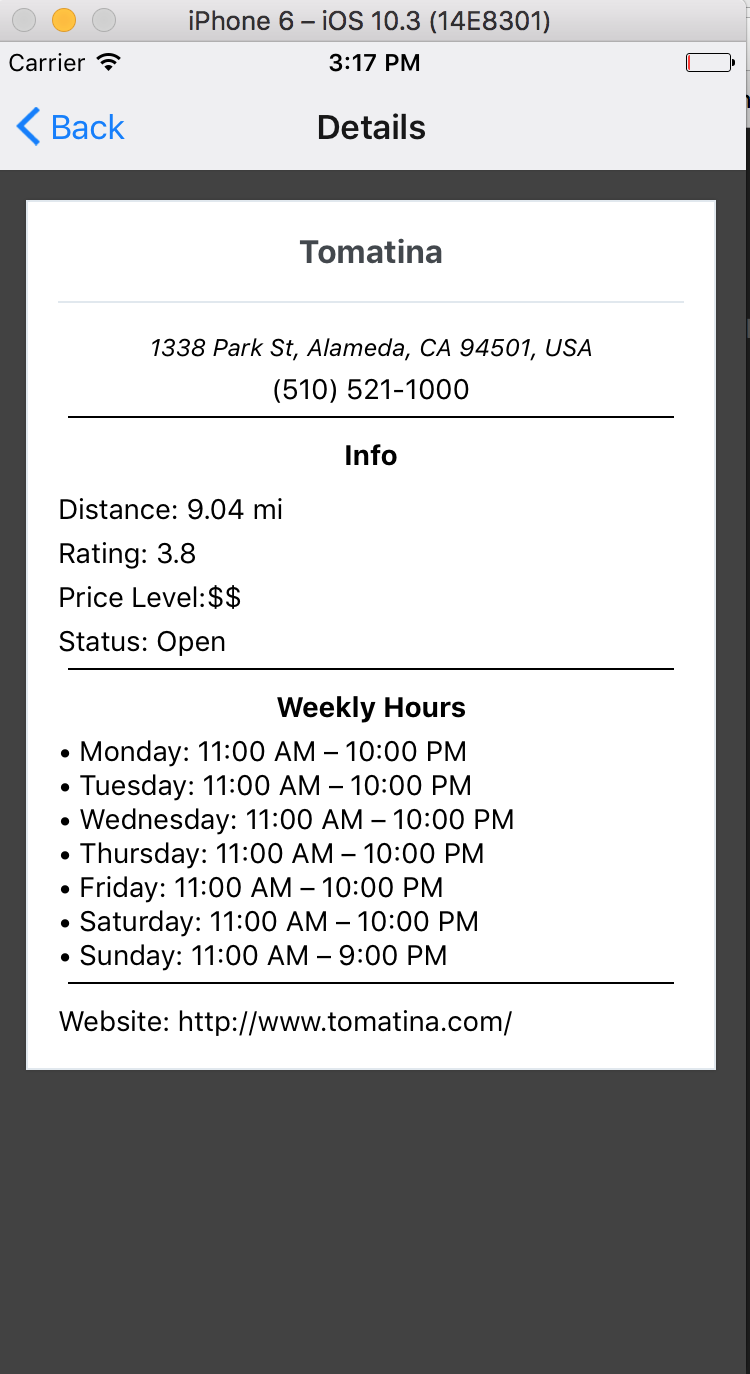 iPhone 6 – iOS 10.3 (14E8301)
Carrier 3:17 PM
Back Details
Tomatina
1338 Park St, Alameda, CA 94501, USA
(510) 521-1000
Info
Distance: 9.04 mi
Rating: 3.8
Price Level:$$
Status: Open
Weekly Hours
• Monday: 11:00 AM – 10:00 PM
• Tuesday: 11:00 AM – 10:00 PM
• Wednesday: 11:00 AM – 10:00 PM
• Thursday: 11:00 AM – 10:00 PM
• Friday: 11:00 AM – 10:00 PM
• Saturday: 11:00 AM – 10:00 PM
• Sunday: 11:00 AM – 9:00 PM
Website: http://www.tomatina.com/